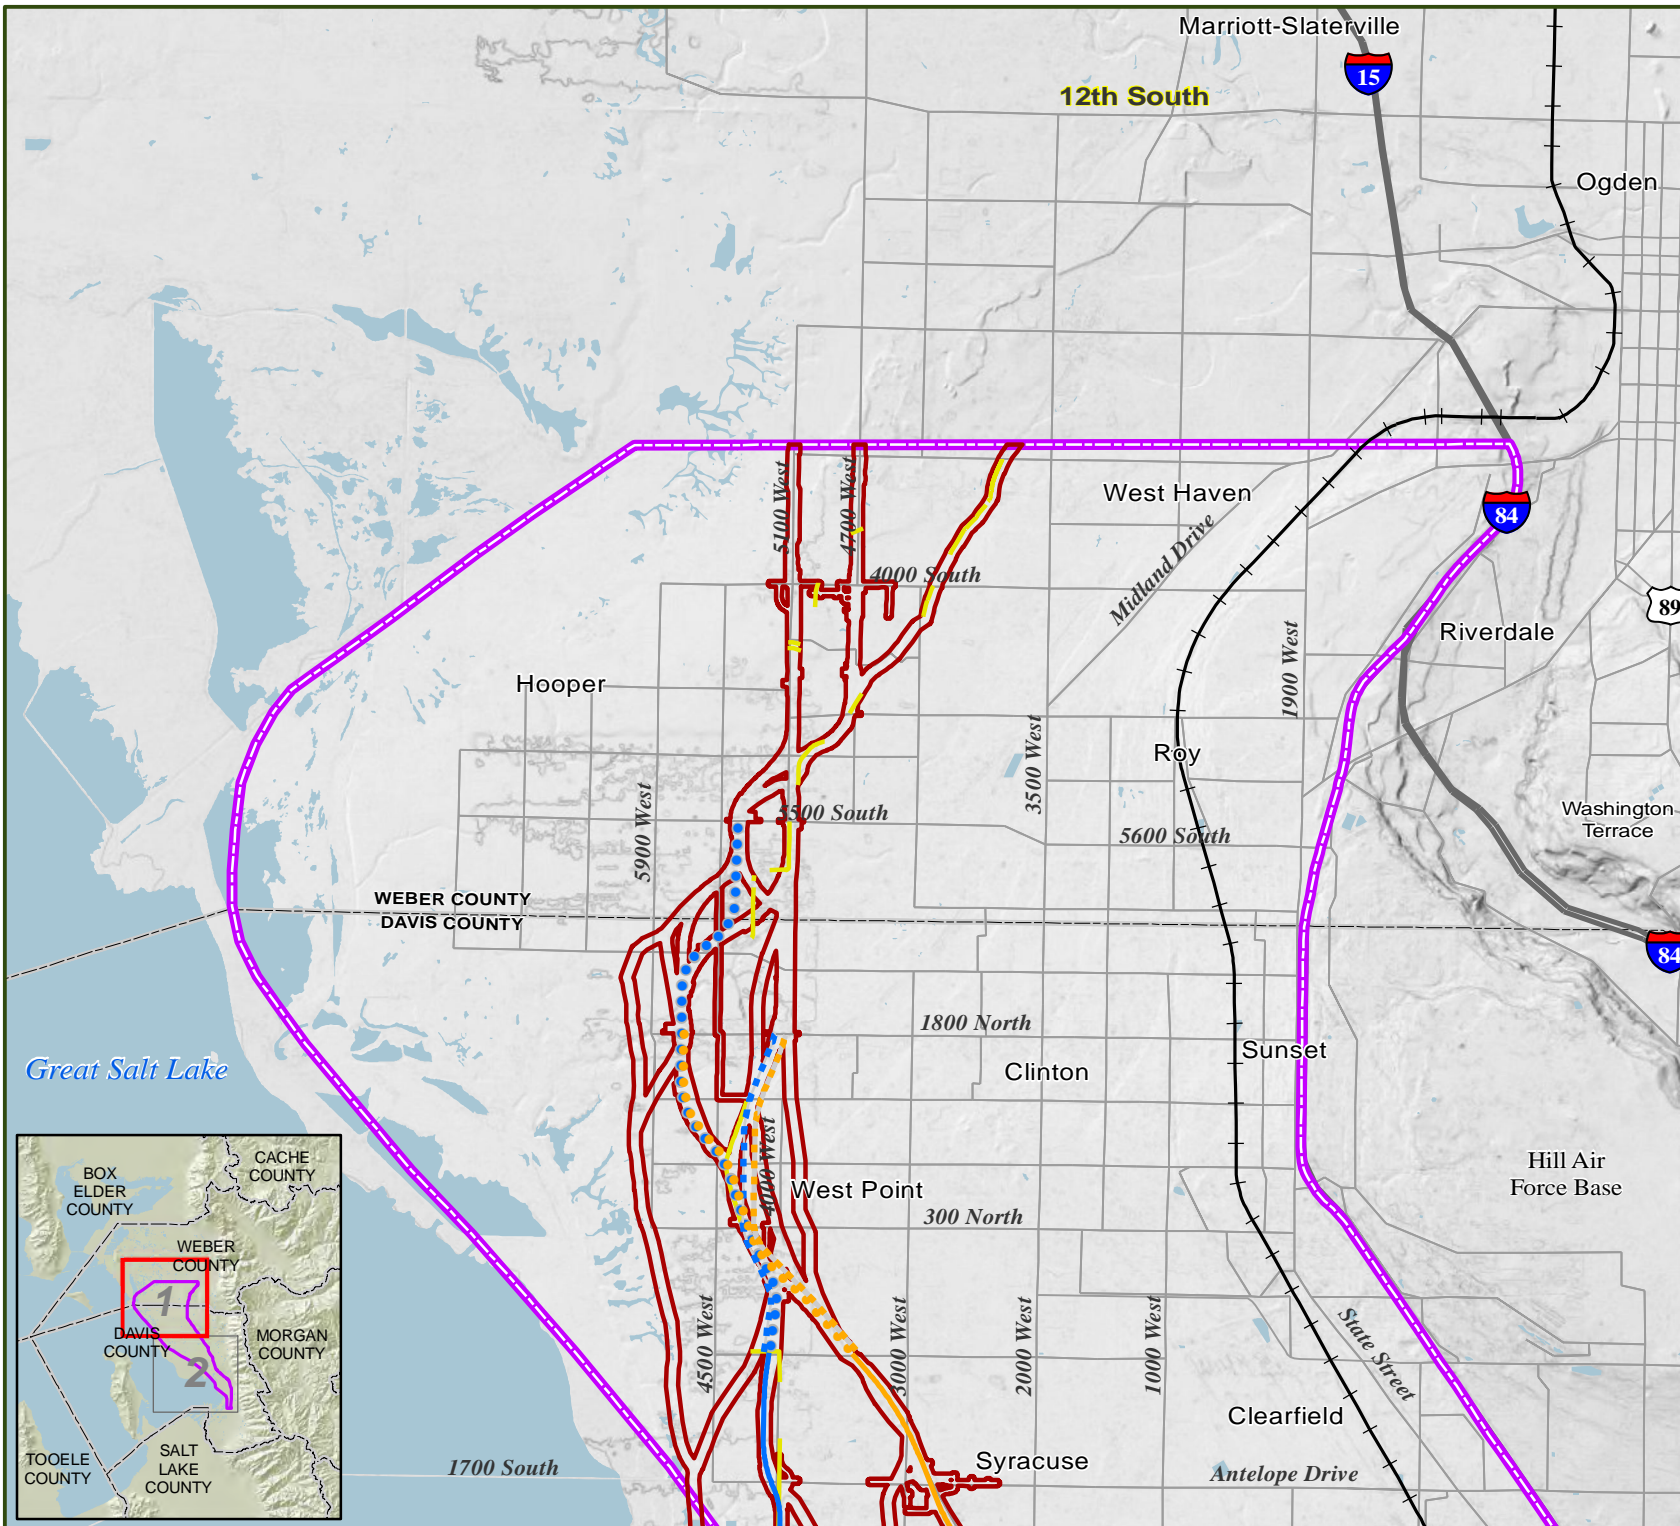 Marriott-Slaterville
15
12th South
Ogden
5100 West
4700 West
West Haven
84
Midland Drive
4000 South
89
Riverdale
1900 West
Hooper
3500 West
Roy
5900 West
5500 South
5600 South
Washington
Terrace
WEBER COUNTY
DAVIS COUNTY
84
1800 North
Sunset
Clinton
Great Salt Lake
4000 West
West Point
Hill Air
Force Base
300 North
4500 West
3000 West
2000 West
1000 West
State Street
Clearfield
Syracuse
1700 South
Antelope Drive
BOX
ELDER
COUNTY
CACHE
COUNTY
WEBER
COUNTY
1
DAVIS
COUNTY
MORGAN
COUNTY
2
TOOELE
COUNTY
SALT
LAKE
COUNTY